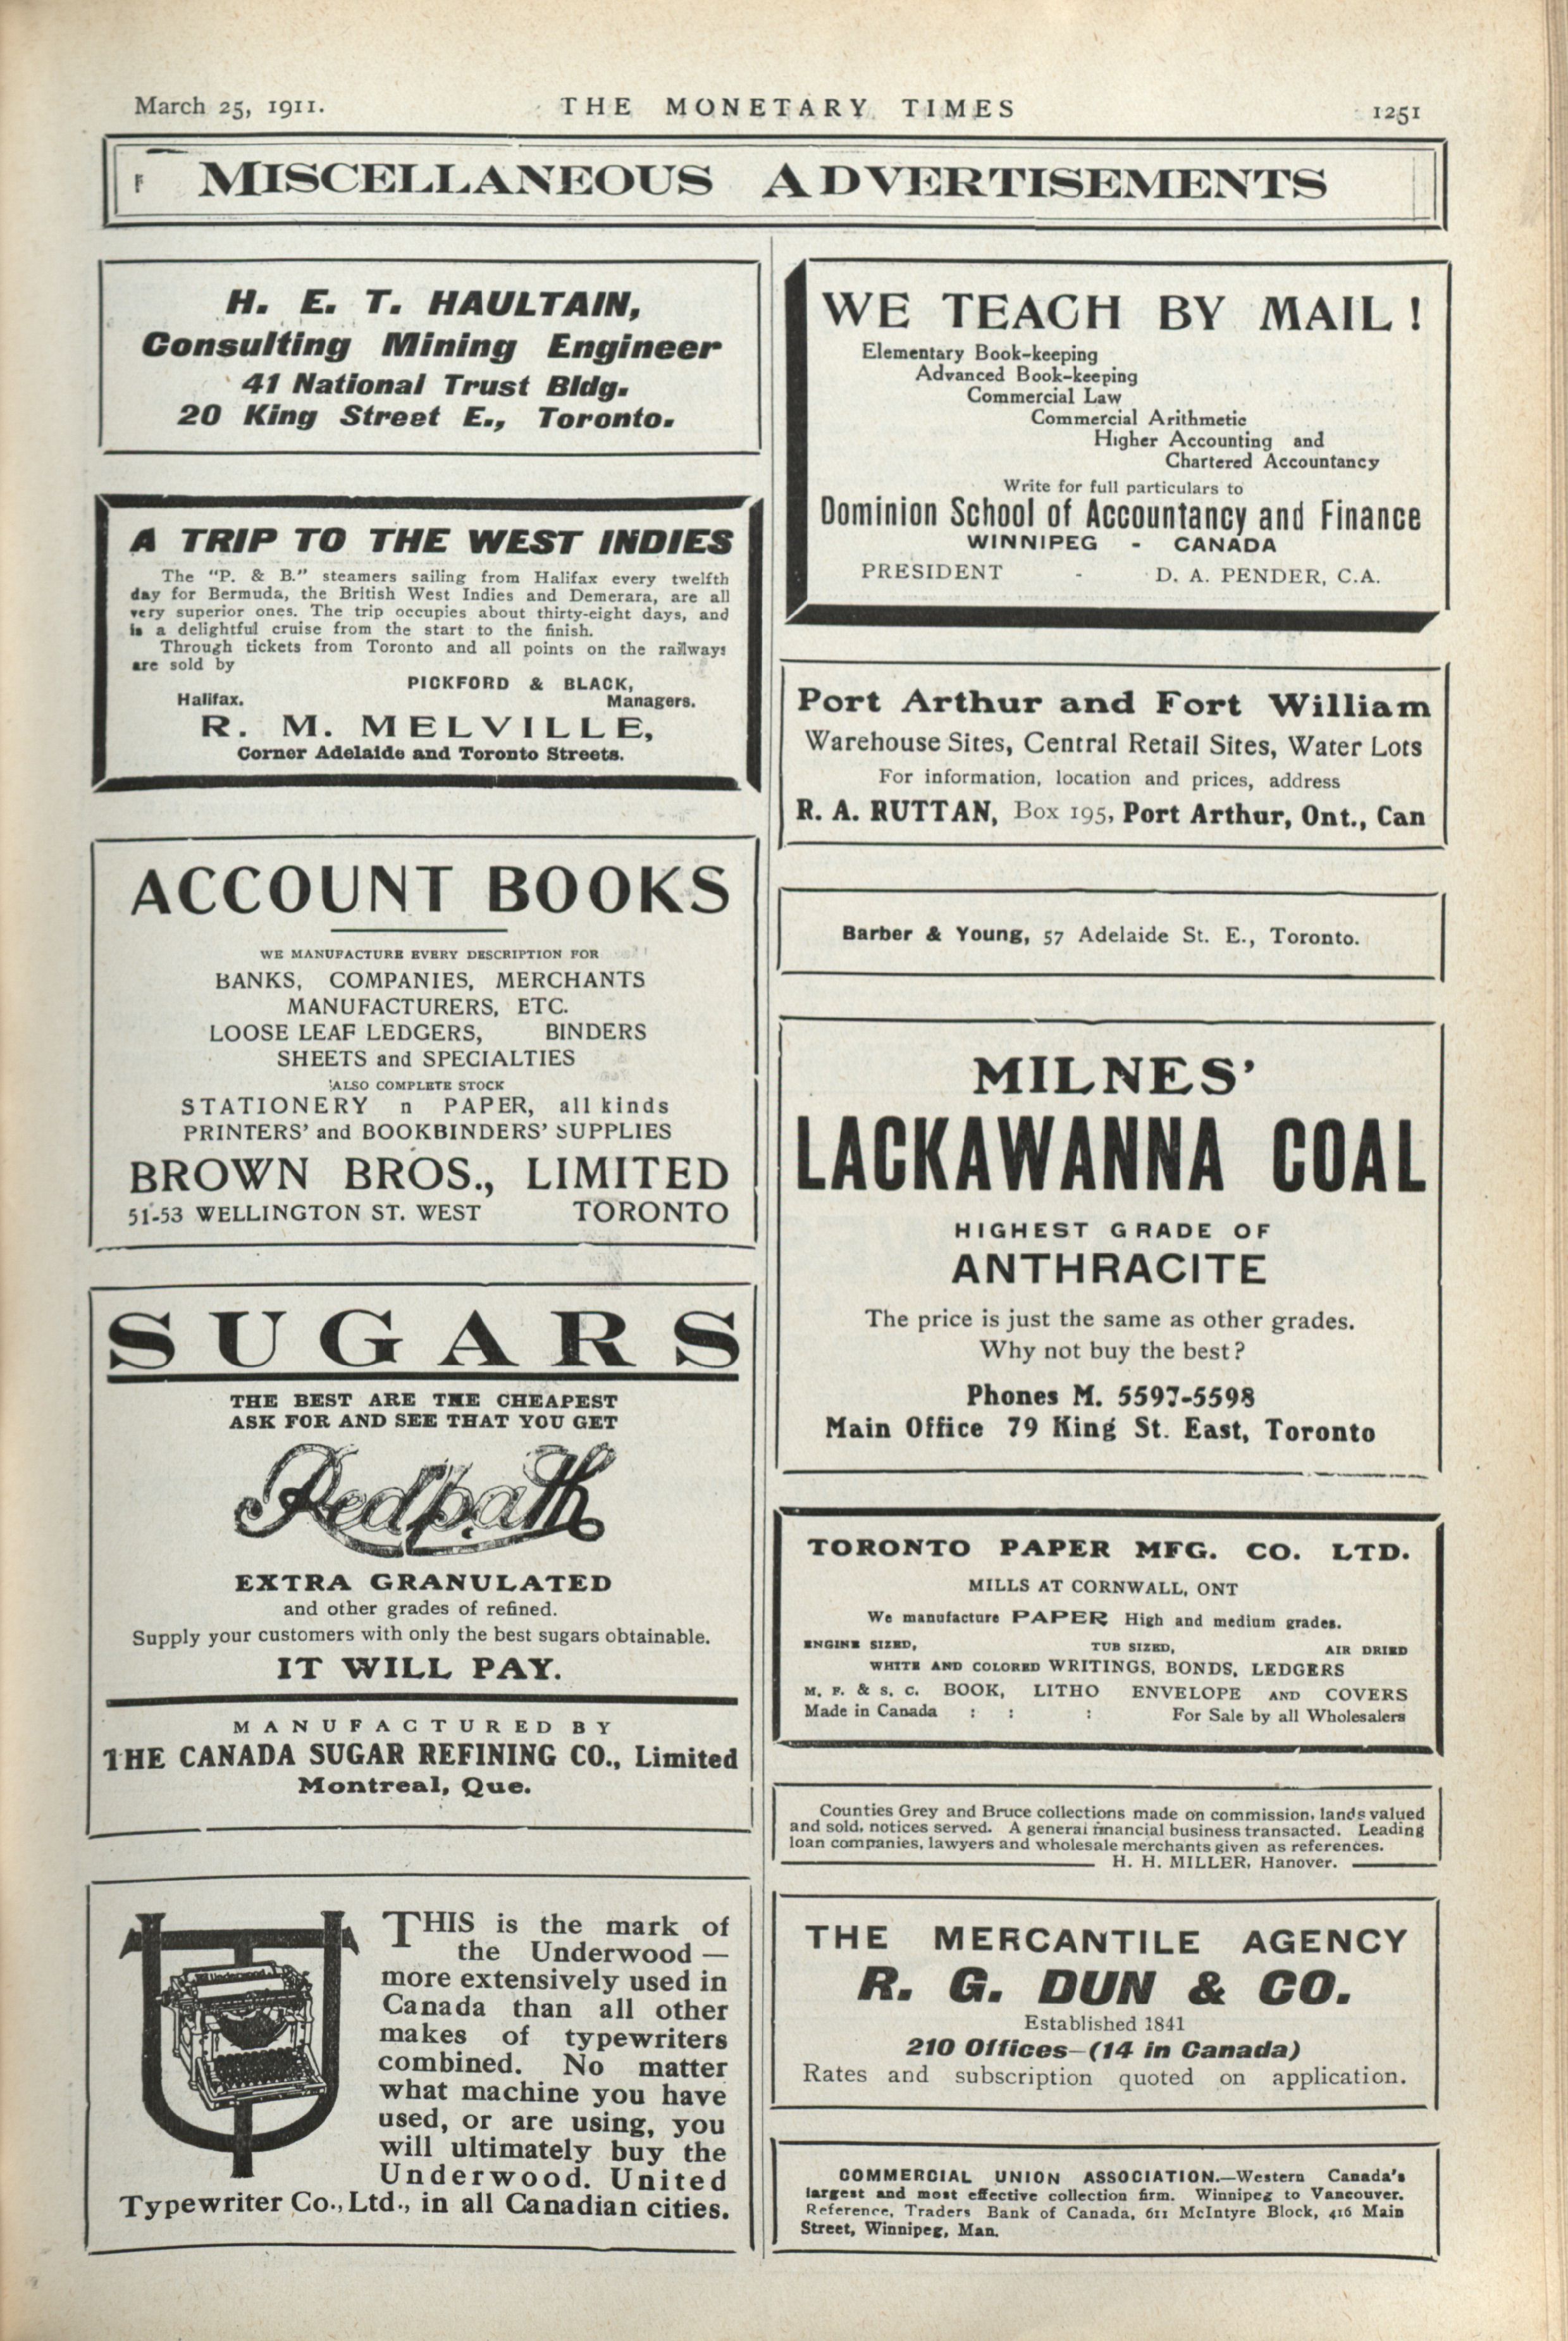 March 25, 1911.
THE MONETARY TIMES
1251
MISCELLANEOUS ADVERTISEMENTS
H. E. T. HAULTAIN,
Consulting Mining Engineer
41 National Trust Bldg.
20 King Street E., Toronto.
A TRIP TO THE WEST INDIES
The "P. & B." steamers sailing from Halifax every twelfth
day for Bermuda, the British West Indies and Demerara, are all
very superior ones. The trip occupies about thirty-eight days, and
is a delightful cruise from the start to the finish.
Through tickets from Toronto and all points on the railways
are sold by
PICKFORD & BLACK,
Halifax. Managers.
R. M. MELVILLE,
Corner Adelaide and Toronto Streets.
ACCOUNT BOOKS
WE MANUFACTURE EVERY DESCRIPTION FOR
BANKS, COMPANIES, MERCHANTS
MANUFACTURERS, ETC.
LOOSE LEAF LEDGERS, BINDERS
SHEETS and SPECIALTIES
ALSO COMPLETE STOCK
STATIONERY n PAPER, all kinds
PRINTERS' and BOOKBINDERS' SUPPLIES
BROWN BROS., LIMITED
51-53 WELLINGTON ST. WEST TORONTO
SUGARS
THE BEST ARE THE CHEAPEST
ASK FOR AND SEE THAT YOU GET
Redpath
EXTRA GRANULATED
and other grades of refined.
Supply your customers with only the best sugars obtainable.
IT WILL PAY.
MANUFACTURED BY
THE CANADA SUGAR REFINING CO., Limited
Montreal, Que.
THIS is the mark of
the Underwood —
more extensively used in
Canada than all other
makes of typewriters
combined. No matter
what machine you have
used, or are using, you
will ultimately buy the
Underwood. United
Typewriter Co., Ltd., in all Canadian cities.
WE TEACH BY MAIL!
Elementary Book-keeping
Advanced Book-keeping
Commercial Law
Commercial Arithmetic
Higher Accounting and
Chartered Accountancy
Write for full particulars to
Dominion School of Accountancy and Finance
WINNIPEG - CANADA
PRESIDENT - D. A. PENDER, C.A.
Port Arthur and Fort William
Warehouse Sites, Central Retail Sites, Water Lots
For information, location and prices, address
R. A. RUTTAN, Box 195, Port Arthur, Ont., Can
Barber & Young, 57 Adelaide St. E., Toronto.
MILNES'
LACKAWANNA COAL
HIGHEST GRADE OF
ANTHRACITE
The price is just the same as other grades.
Why not buy the best?
Phones M. 5597-5598
Main Office 79 King St. East, Toronto
TORONTO PAPER MFG. CO. LTD.
MILLS AT CORNWALL, ONT
We manufacture PAPER High and medium grades.
ENGINE SIZED, TUB SIZED, AIR DRIED
WHITE AND COLORED WRITINGS, BONDS, LEDGERS
M. F. & S. C. BOOK, LITHO ENVELOPE AND COVERS
Made in Canada : : : For Sale by all Wholesalers
Counties Grey and Bruce collections made on commission, lands valued
and sold, notices served. A general financial business transacted. Leading
loan companies, lawyers and wholesale merchants given as references.
H. H. MILLER, Hanover.
THE MERCANTILE AGENCY
R. G. DUN & CO.
Established 1841
210 Offices—(14 in Canada)
Rates and subscription quoted on application.
COMMERCIAL UNION ASSOCIATION.—Western Canada's
largest and most effective collection firm. Winnipeg to Vancouver.
Reference, Traders Bank of Canada, 611 McIntyre Block, 416 Main
Street, Winnipeg, Man.